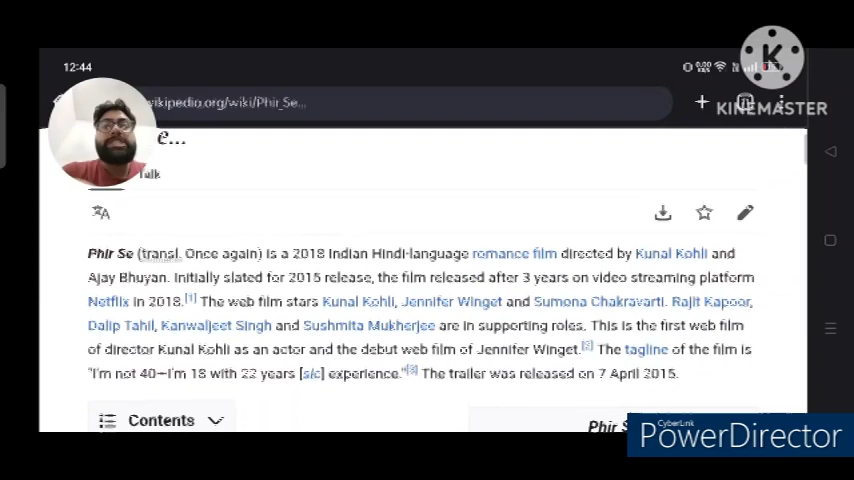 12:44
KINEMASTER
wikipedia.org/wiki/Phir_Se...
e...
Talk
Phir Se (transl. Once again) is a 2018 Indian Hindi-language romance film directed by Kunal Kohli and
Ajay Bhuyan. Initially slated for 2015 release, the film released after 3 years on video streaming platform
Netflix in 2018.[1] The web film stars Kunal Kohli, Jennifer Winget and Sumona Chakravarti. Rajit Kapoor,
Dalip Tahil, Kanwaljeet Singh and Sushmita Mukherjee are in supporting roles. This is the first web film
of director Kunal Kohli as an actor and the debut web film of Jennifer Winget.[2] The tagline of the film is
"I'm not 40—I'm 18 with 22 years [sic] experience."[3] The trailer was released on 7 April 2015.
Contents
Phir S
CyberLink
PowerDirector